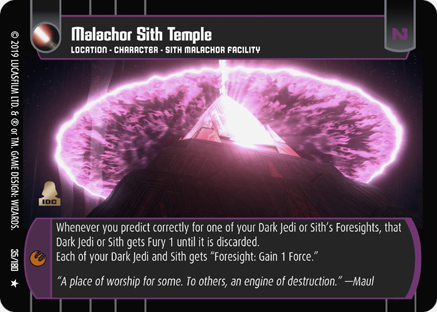 Malachor Sith Temple
LOCATION - CHARACTER - SITH MALACHOR FACILITY
© 2019 LUCASFILM LTD. & ® or TM. GAME DESIGN: WIZARDS.
IDC
Whenever you predict correctly for one of your Dark Jedi or Sith's Foresights, that
Dark Jedi or Sith gets Fury 1 until it is discarded.
Each of your Dark Jedi and Sith gets "Foresight: Gain 1 Force."
"A place of worship for some. To others, an engine of destruction." —Maul
35/180